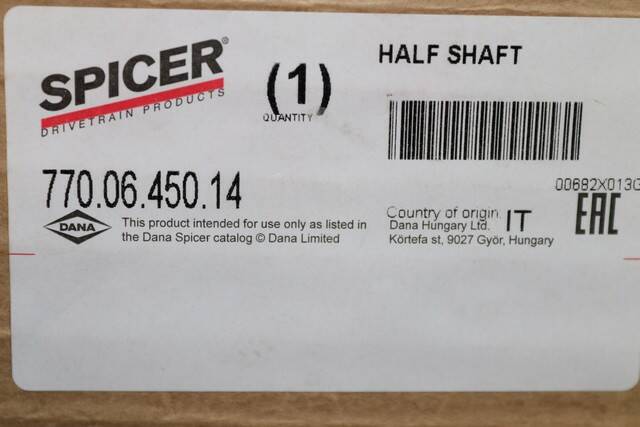 SPICER®
DRIVETRAIN PRODUCTS
(1)
QUANTITY
HALF SHAFT
770.06.450.14
00682X013G
DANA
This product intended for use only as listed in
the Dana Spicer catalog © Dana Limited
Country of origin: IT
Dana Hungary Ltd.
Körtefa st, 9027 Győr, Hungary
EAC